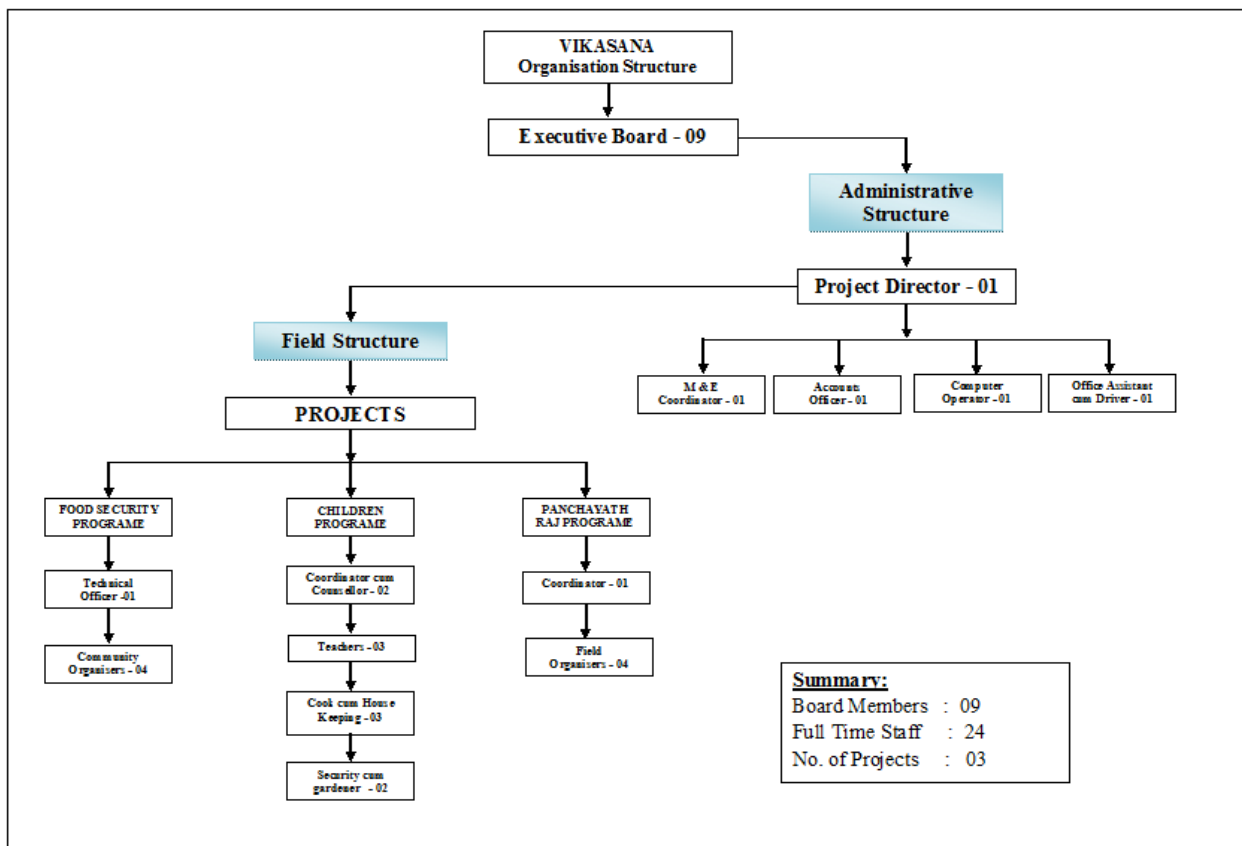 VIKASANA
Organisation Structure
Executive Board - 09
Administrative
Structure
Project Director - 01
Field Structure
M & E
Coordinator - 01
Accounts
Officer - 01
Computer
Operator - 01
Office Assistant
cum Driver - 01
PROJECTS
FOOD SECURITY
PROGRAME
CHILDREN
PROGRAME
PANCHAYATH
RAJ PROGRAME
Technical
Officer -01
Coordinator cum
Counsellor - 02
Coordinator - 01
Community
Organisers - 04
Teachers - 03
Field
Organisers - 04
Cook cum House
Keeping - 03
Security cum
gardener - 02
Summary:
Board Members : 09
Full Time Staff : 24
No. of Projects : 03